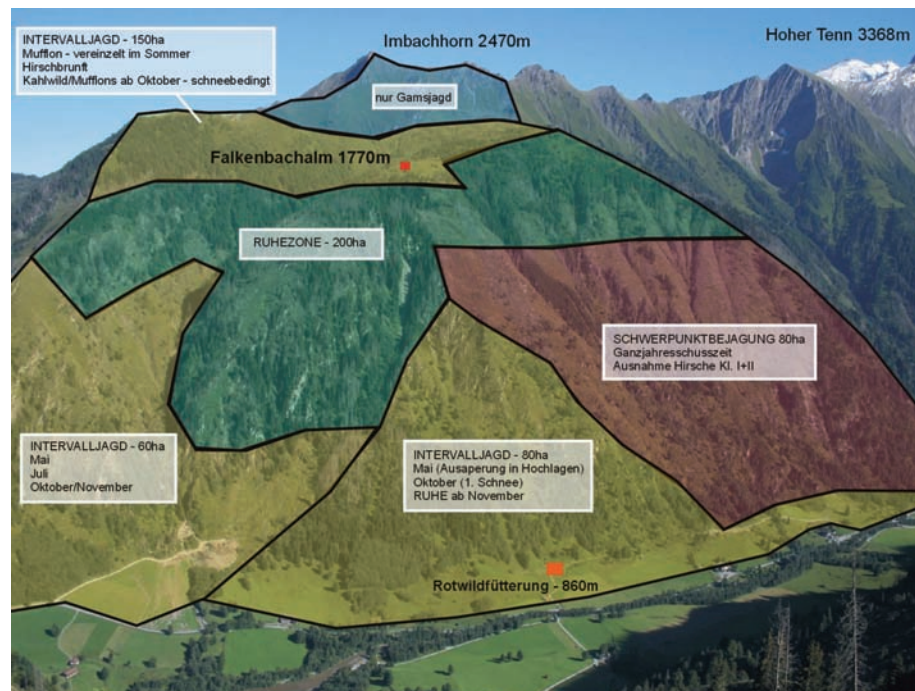 INTERVALLJAGD - 150ha
Mufflon - vereinzelt im Sommer
Hirschbrunft
Kahlwild/Mufflons ab Oktober - schneebedingt
Imbachhorn 2470m
Hoher Tenn 3368m
nur Gamsjagd
Falkenbachalm 1770m
RUHEZONE - 200ha
SCHWERPUNKTBEJAGUNG 80ha
Ganzjahresschusszeit
Ausnahme Hirsche Kl. I+II
INTERVALLJAGD - 60ha
Mai
Juli
Oktober/November
INTERVALLJAGD - 80ha
Mai (Ausaperung in Hochlagen)
Oktober (1. Schnee)
RUHE ab November
Rotwildfütterung - 860m